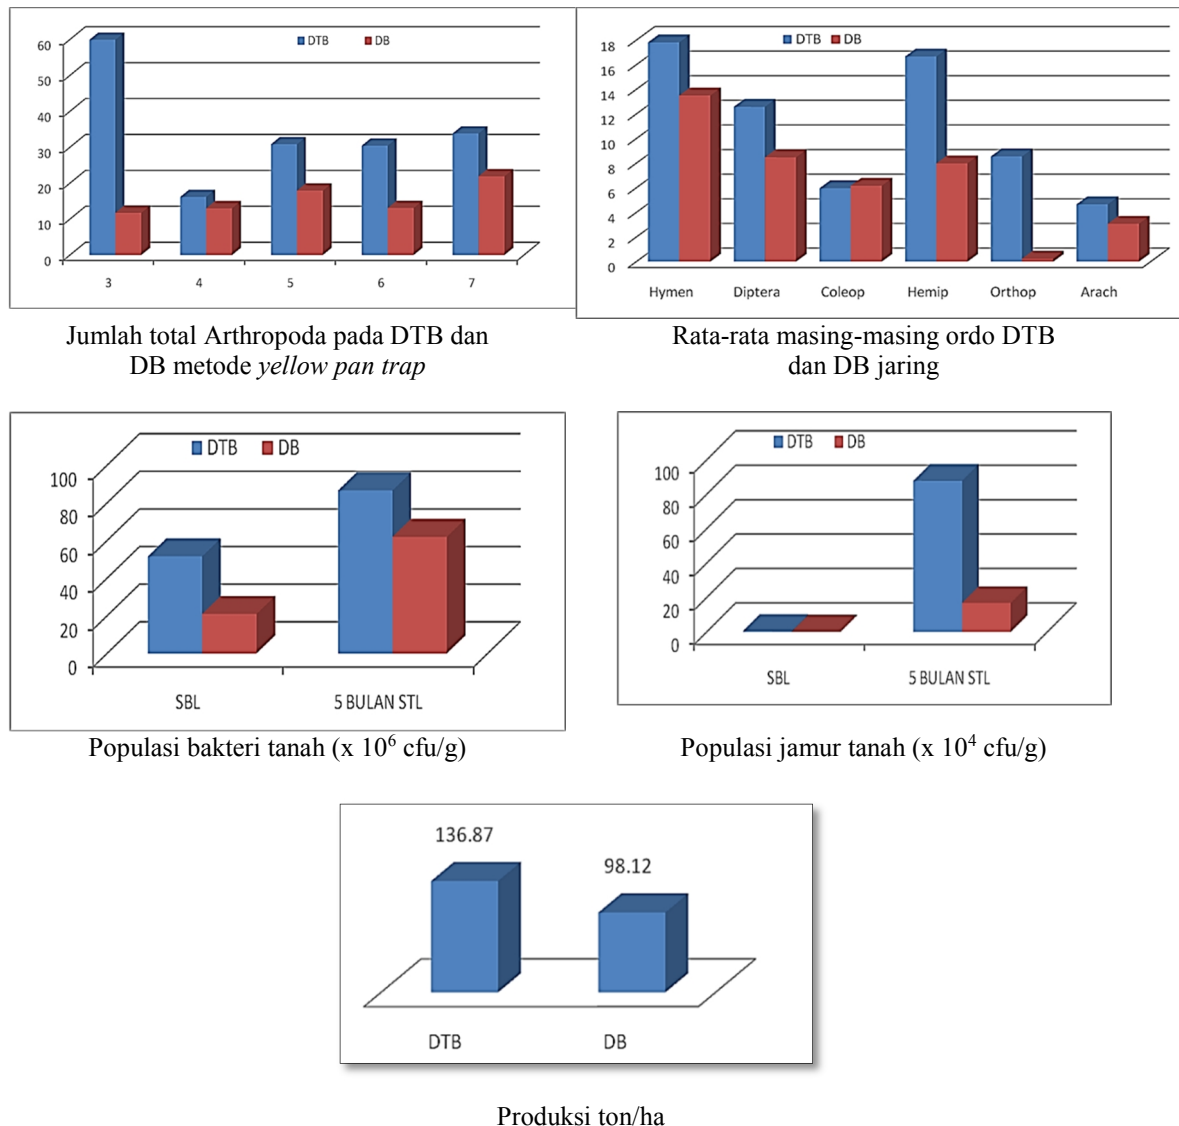 DTB DB
60
50
40
30
20
10
0
3 4 5 6 7
Jumlah total Arthropoda pada DTB dan
DB metode yellow pan trap
DTB DB
18
16
14
12
10
8
6
4
2
0
Hymen Diptera Coleop Hemip Orthop Arach
Rata-rata masing-masing ordo DTB
dan DB jaring
DTB DB
100
80
60
40
20
0
SBL 5 BULAN STL
Populasi bakteri tanah (x 10⁶ cfu/g)
DTB DB
100
80
60
40
20
0
SBL 5 BULAN STL
Populasi jamur tanah (x 10⁴ cfu/g)
136.87
98.12
DTB DB
Produksi ton/ha